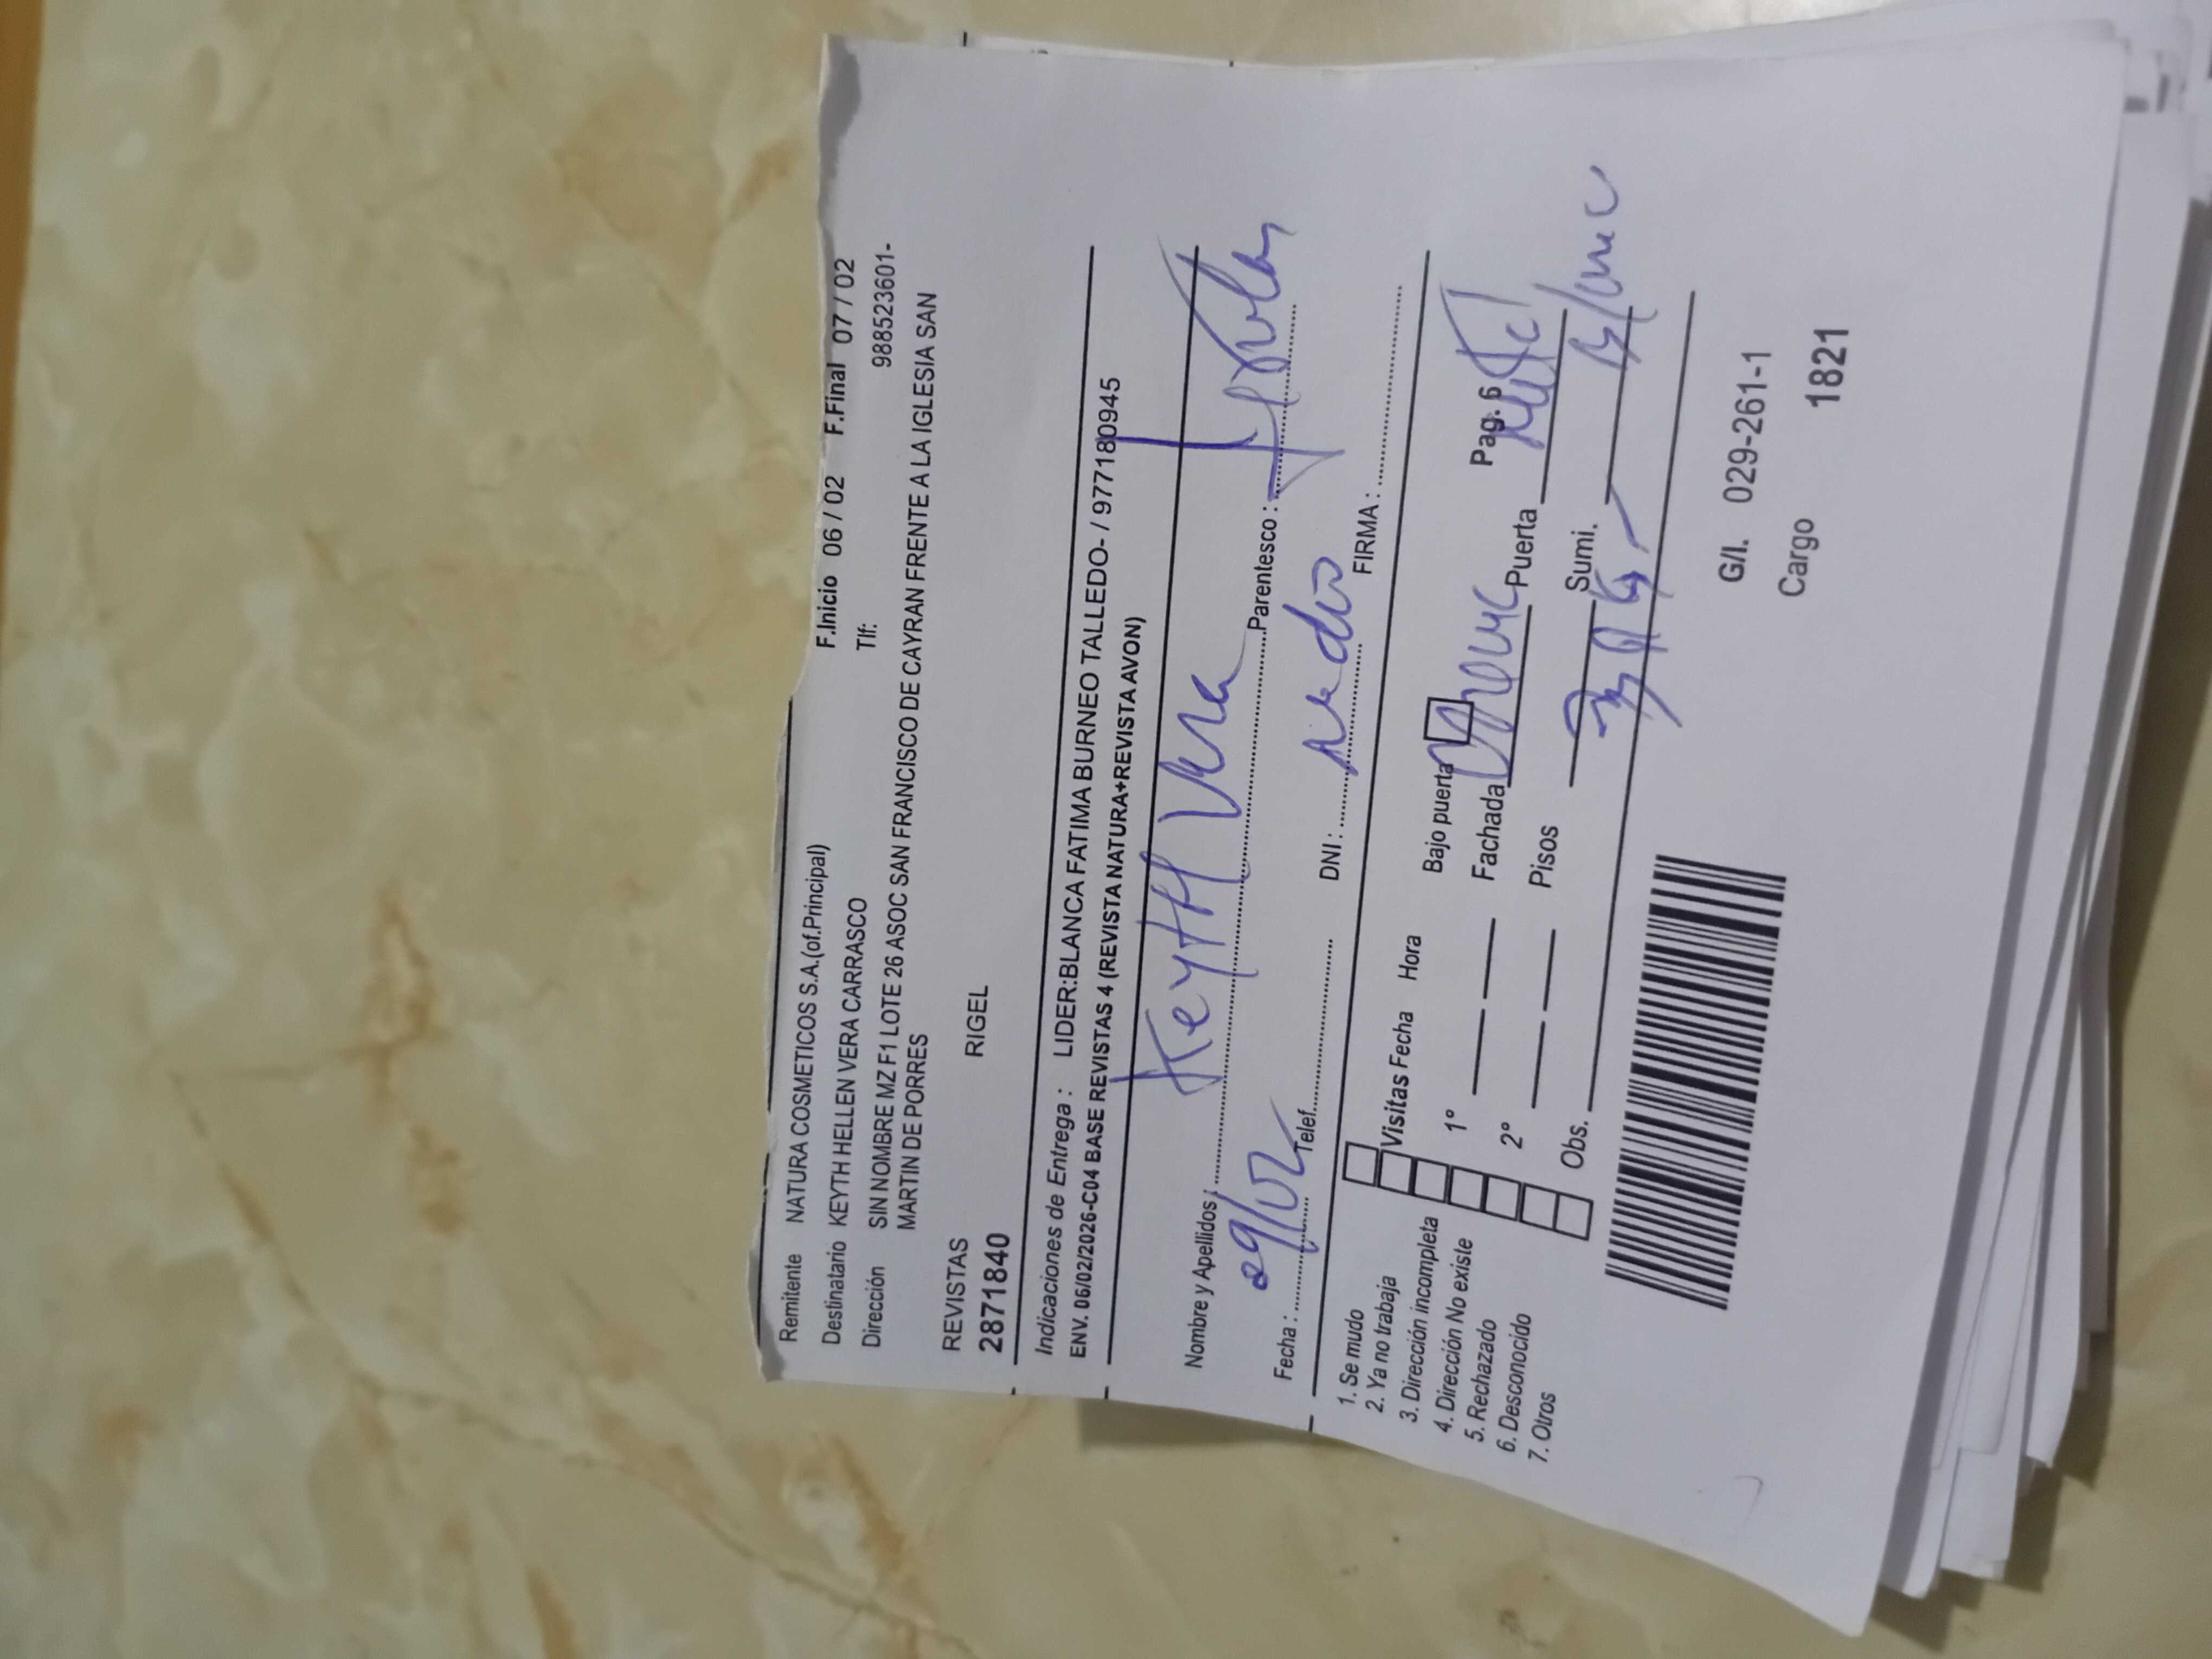 F.Inicio 06 / 02 F.Final 07 / 02
Remitente NATURA COSMETICOS S.A.(of.Principal) Tlf: 988523601-
Destinatario KEYTH HELLEN VERA CARRASCO
Dirección SIN NOMBRE MZ F1 LOTE 26 ASOC SAN FRANCISCO DE CAYRAN FRENTE A LA IGLESIA SAN
MARTIN DE PORRES
REVISTAS RIGEL
2871840
Indicaciones de Entrega : LIDER:BLANCA FATIMA BURNEO TALLEDO- / 977180945
ENV. 06/02/2026-C04 BASE REVISTAS 4 (REVISTA NATURA+REVISTA AVON)
Keyth Vera
Nombre y Apellidos : Parentesco :
Fecha : 09/02 Telef. DNI : FIRMA :
1. Se mudo
2. Ya no trabaja Visitas Fecha Hora Bajo puerta Pag. 6
3. Dirección incompleta 1° Fachada Puerta
4. Dirección No existe
5. Rechazado 2° Pisos Sumi.
6. Desconocido
7. Otros Obs.
G/I. 029-261-1
Cargo 1821